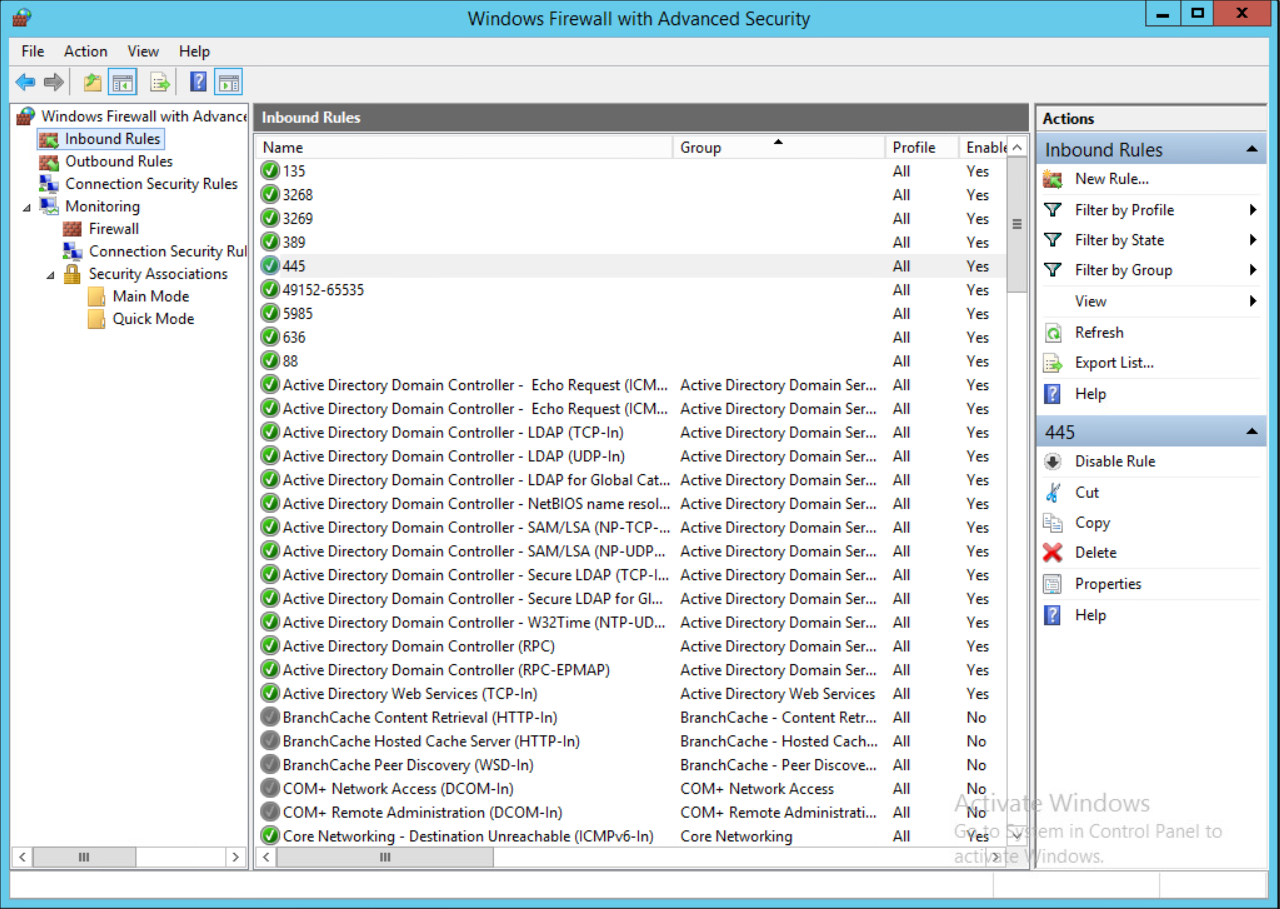 Windows Firewall with Advanced Security
File Action View Help
Windows Firewall with Advance
Inbound Rules
Outbound Rules
Connection Security Rules
Monitoring
Firewall
Connection Security Rul
Security Associations
Main Mode
Quick Mode
Inbound Rules
Name Group Profile Enable
135 All Yes
3268 All Yes
3269 All Yes
389 All Yes
445 All Yes
49152-65535 All Yes
5985 All Yes
636 All Yes
88 All Yes
Active Directory Domain Controller -  Echo Request (ICM... Active Directory Domain Ser... All Yes
Active Directory Domain Controller -  Echo Request (ICM... Active Directory Domain Ser... All Yes
Active Directory Domain Controller - LDAP (TCP-In) Active Directory Domain Ser... All Yes
Active Directory Domain Controller - LDAP (UDP-In) Active Directory Domain Ser... All Yes
Active Directory Domain Controller - LDAP for Global Cat... Active Directory Domain Ser... All Yes
Active Directory Domain Controller - NetBIOS name resol... Active Directory Domain Ser... All Yes
Active Directory Domain Controller - SAM/LSA (NP-TCP-... Active Directory Domain Ser... All Yes
Active Directory Domain Controller - SAM/LSA (NP-UDP... Active Directory Domain Ser... All Yes
Active Directory Domain Controller - Secure LDAP (TCP-I... Active Directory Domain Ser... All Yes
Active Directory Domain Controller - Secure LDAP for Gl... Active Directory Domain Ser... All Yes
Active Directory Domain Controller - W32Time (NTP-UD... Active Directory Domain Ser... All Yes
Active Directory Domain Controller (RPC) Active Directory Domain Ser... All Yes
Active Directory Domain Controller (RPC-EPMAP) Active Directory Domain Ser... All Yes
Active Directory Web Services (TCP-In) Active Directory Web Services All Yes
BranchCache Content Retrieval (HTTP-In) BranchCache - Content Retr... All No
BranchCache Hosted Cache Server (HTTP-In) BranchCache - Hosted Cach... All No
BranchCache Peer Discovery (WSD-In) BranchCache - Peer Discove... All No
COM+ Network Access (DCOM-In) COM+ Network Access All No
COM+ Remote Administration (DCOM-In) COM+ Remote Administrati... All No
Core Networking - Destination Unreachable (ICMPv6-In) Core Networking All Yes
Actions
Inbound Rules
New Rule...
Filter by Profile
Filter by State
Filter by Group
View
Refresh
Export List...
Help
445
Disable Rule
Cut
Copy
Delete
Properties
Help
Activate Windows
Go to System in Control Panel to
activate Windows.